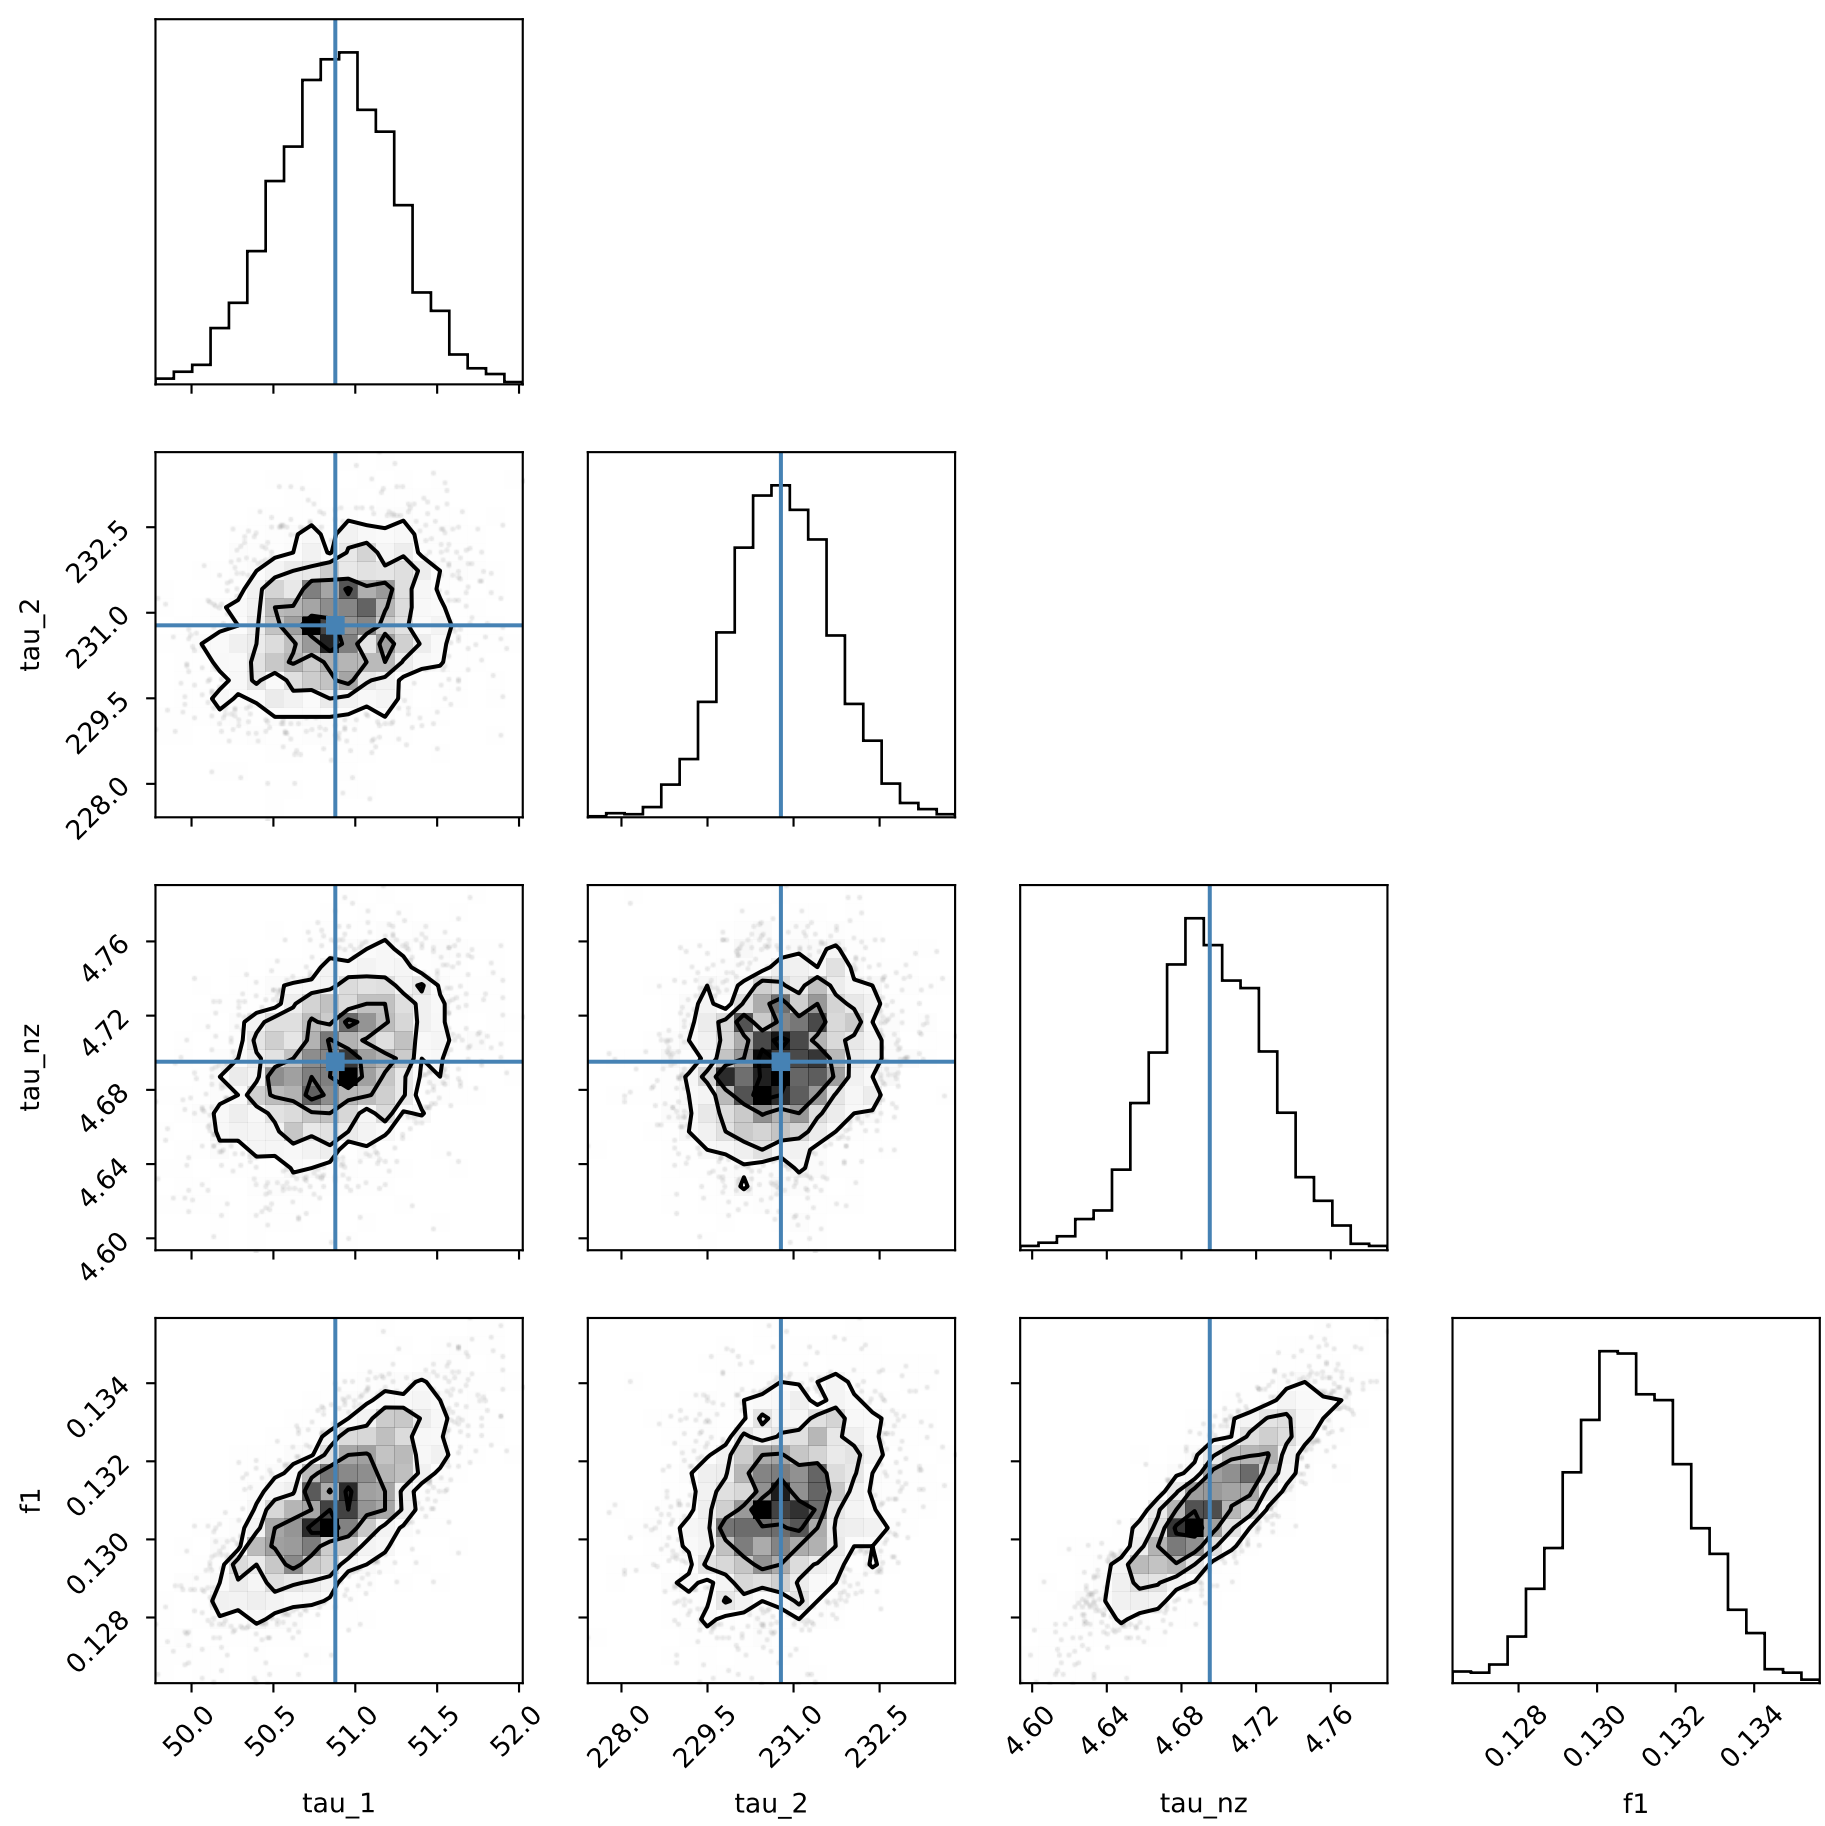 232.5
231.0
229.5
228.0
tau_2
4.76
4.72
4.68
4.64
4.60
tau_nz
0.134
0.132
0.130
0.128
f1
50.0 50.5 51.0 51.5 52.0
228.0 229.5 231.0 232.5
4.60 4.64 4.68 4.72 4.76
0.128 0.130 0.132 0.134
tau_1 tau_2 tau_nz f1